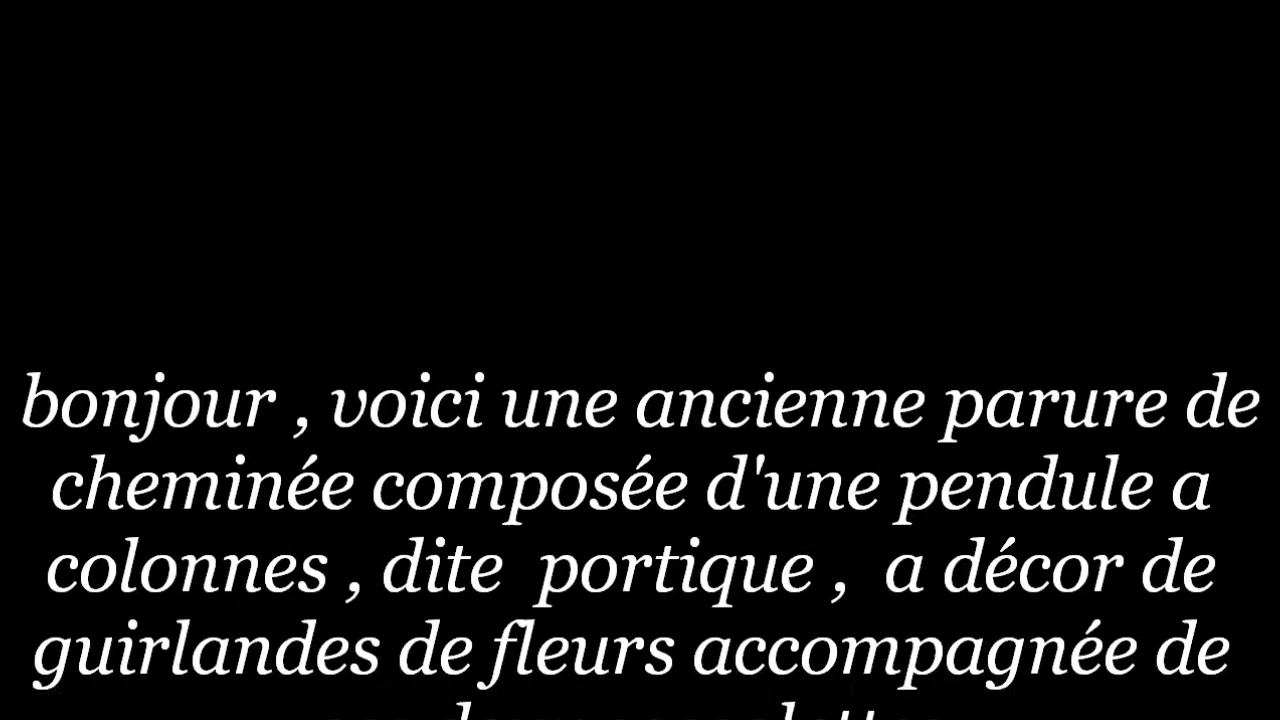 bonjour , voici une ancienne parure de
cheminée composée d'une pendule a
colonnes , dite  portique ,  a décor de
guirlandes de fleurs accompagnée de